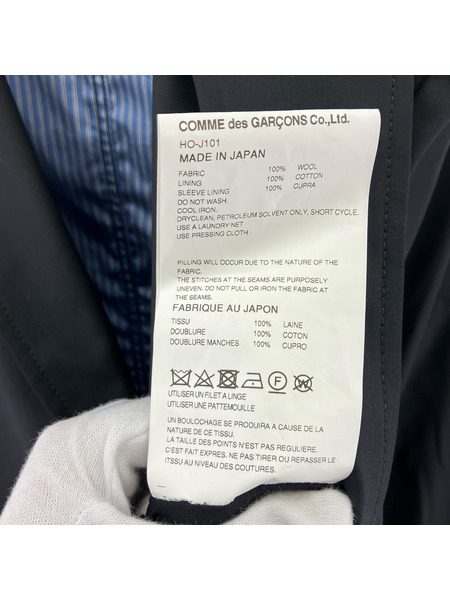 COMME des GARÇONS Co.,Ltd.
HO-J101
MADE IN JAPAN
FABRIC 100% WOOL
LINING 100% COTTON
SLEEVE LINING 100% CUPRA
DO NOT WASH.
COOL IRON.
DRYCLEAN, PETROLEUM SOLVENT ONLY, SHORT CYCLE.
USE A LAUNDRY NET
USE PRESSING CLOTH
PILLING WILL OCCUR DUE TO THE NATURE OF THE
FABRIC.
THE STITCHES AT THE SEAMS ARE PURPOSELY
UNEVEN. DO NOT PULL OR IRON THE FABRIC AT
THE SEAMS.
FABRIQUE AU JAPON
TISSU 100% LAINE
DOUBLURE 100% COTON
DOUBLURE MANCHES 100% CUPRO
UTILISER UN FILET A LINGE
UTILISER UNE PATTEMOUILLE
UN BOULOCHAGE SE PRODUIRA A CAUSE DE LA
NATURE DE CE TISSU.
LA TAILLE DES POINTS N'EST PAS REGULIERE.
C'EST FAIT EXPRES. NE PAS TIRER OU REPASSER LE
ITSSU AU NIVEAU DES COUTURES.